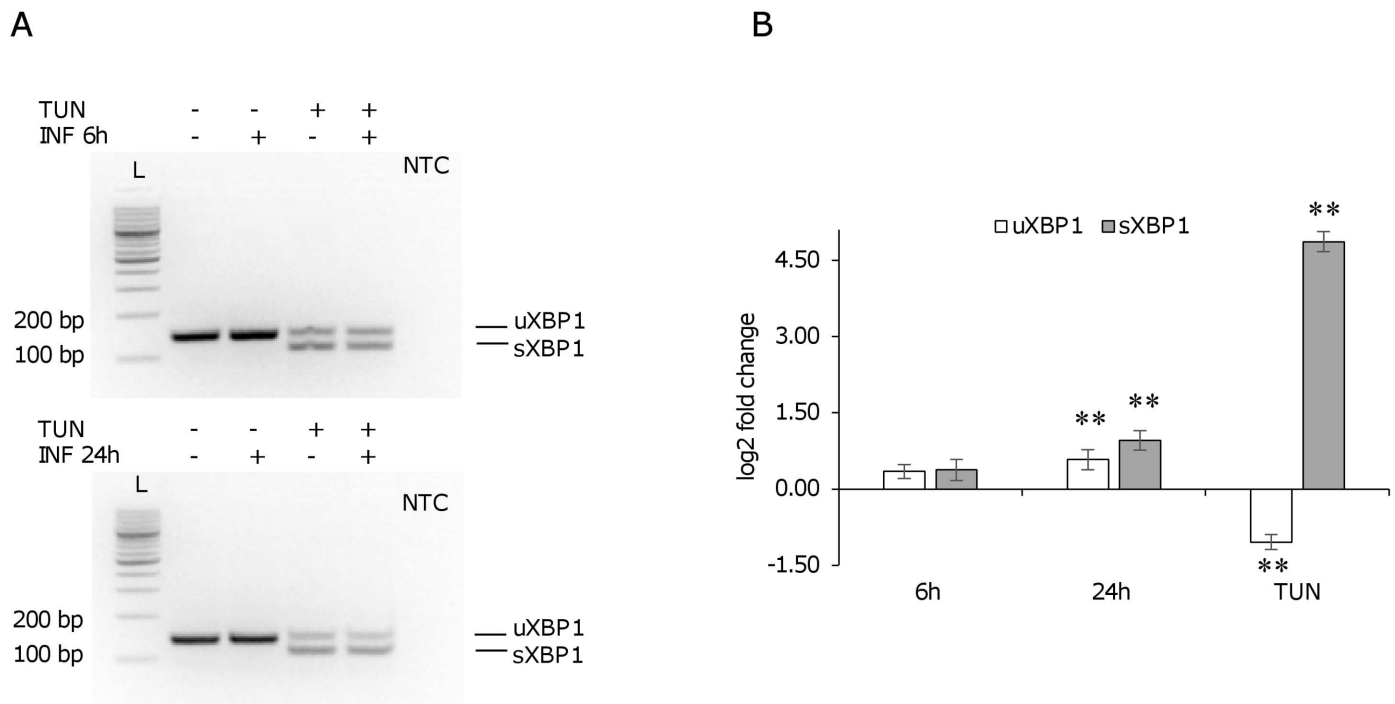 A
TUN - - + +
INF 6h - + - +
L
NTC
200 bp
100 bp
uXBP1
sXBP1
TUN - - + +
INF 24h - + - +
L
NTC
200 bp
100 bp
uXBP1
sXBP1
B
uXBP1 sXBP1
log2 fold change
4.50
3.00
1.50
0.00
-1.50
**
**
**
**
6h 24h TUN